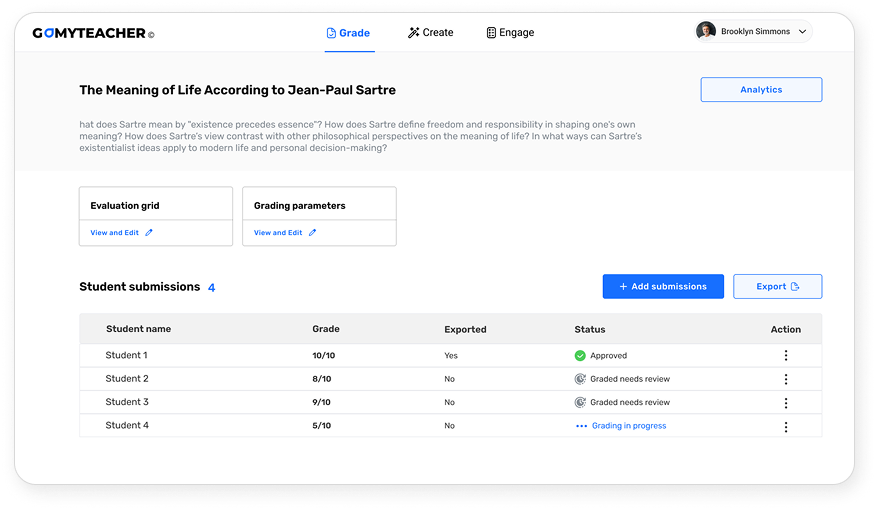 GOMYTEACHER©
Grade
Create
Engage
Brooklyn Simmons
The Meaning of Life According to Jean-Paul Sartre
Analytics
hat does Sartre mean by "existence precedes essence"? How does Sartre define freedom and responsibility in shaping one's own
meaning? How does Sartre's view contrast with other philosophical perspectives on the meaning of life? In what ways can Sartre's
existentialist ideas apply to modern life and personal decision-making?
Evaluation grid
Grading parameters
View and Edit
View and Edit
Student submissions 4
+ Add submissions
Export
Student name Grade Exported Status Action
Student 1 10/10 Yes Approved
Student 2 8/10 No Graded needs review
Student 3 9/10 No Graded needs review
Student 4 5/10 No Grading in progress